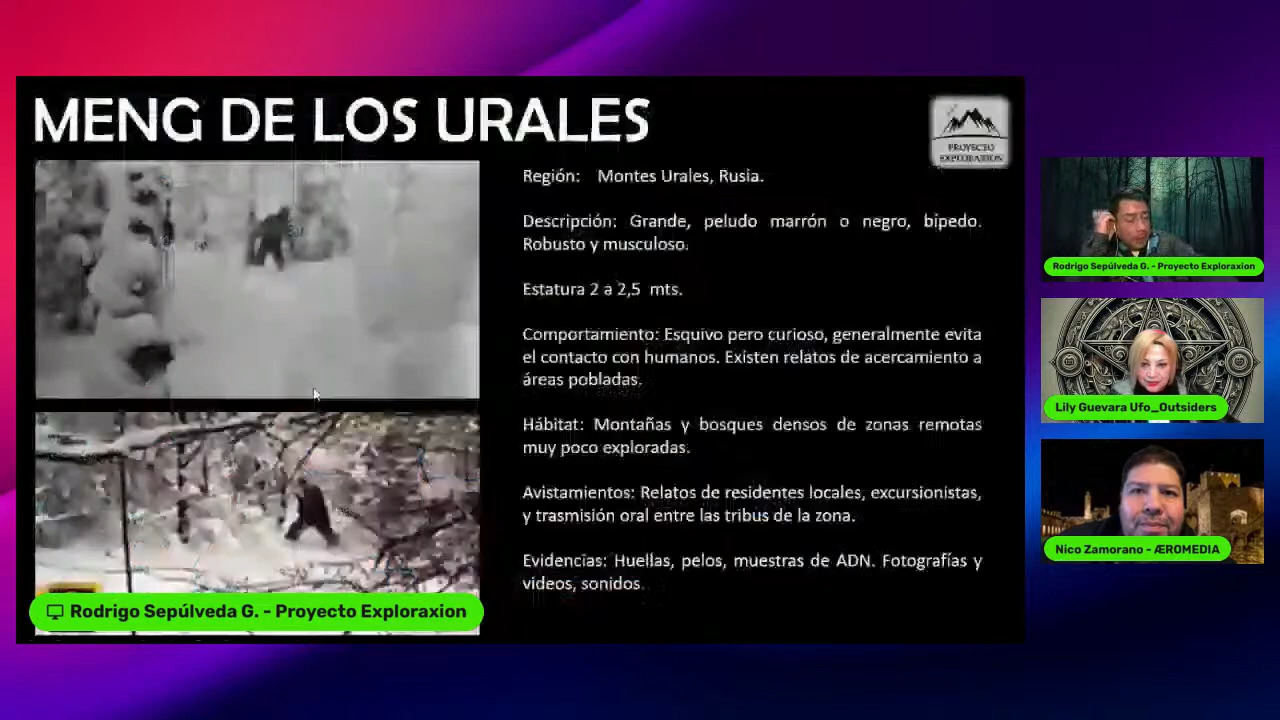 MENG DE LOS URALES
PROYECTO
EXPLORAXION
Región: Montes Urales, Rusia.
Descripción: Grande, peludo marrón o negro, bípedo.
Robusto y musculoso.
Estatura 2 a 2,5 mts.
Comportamiento: Esquivo pero curioso, generalmente evita
el contacto con humanos. Existen relatos de acercamiento a
áreas pobladas.
Hábitat: Montañas y bosques densos de zonas remotas
muy poco exploradas.
Avistamientos: Relatos de residentes locales, excursionistas,
y trasmisión oral entre las tribus de la zona.
Evidencias: Huellas, pelos, muestras de ADN. Fotografías y
videos, sonidos.
Rodrigo Sepúlveda G. - Proyecto Exploraxion
Rodrigo Sepúlveda G. - Proyecto Exploraxion
Lily Guevara Ufo_Outsiders
Nico Zamorano - ÆROMEDIA